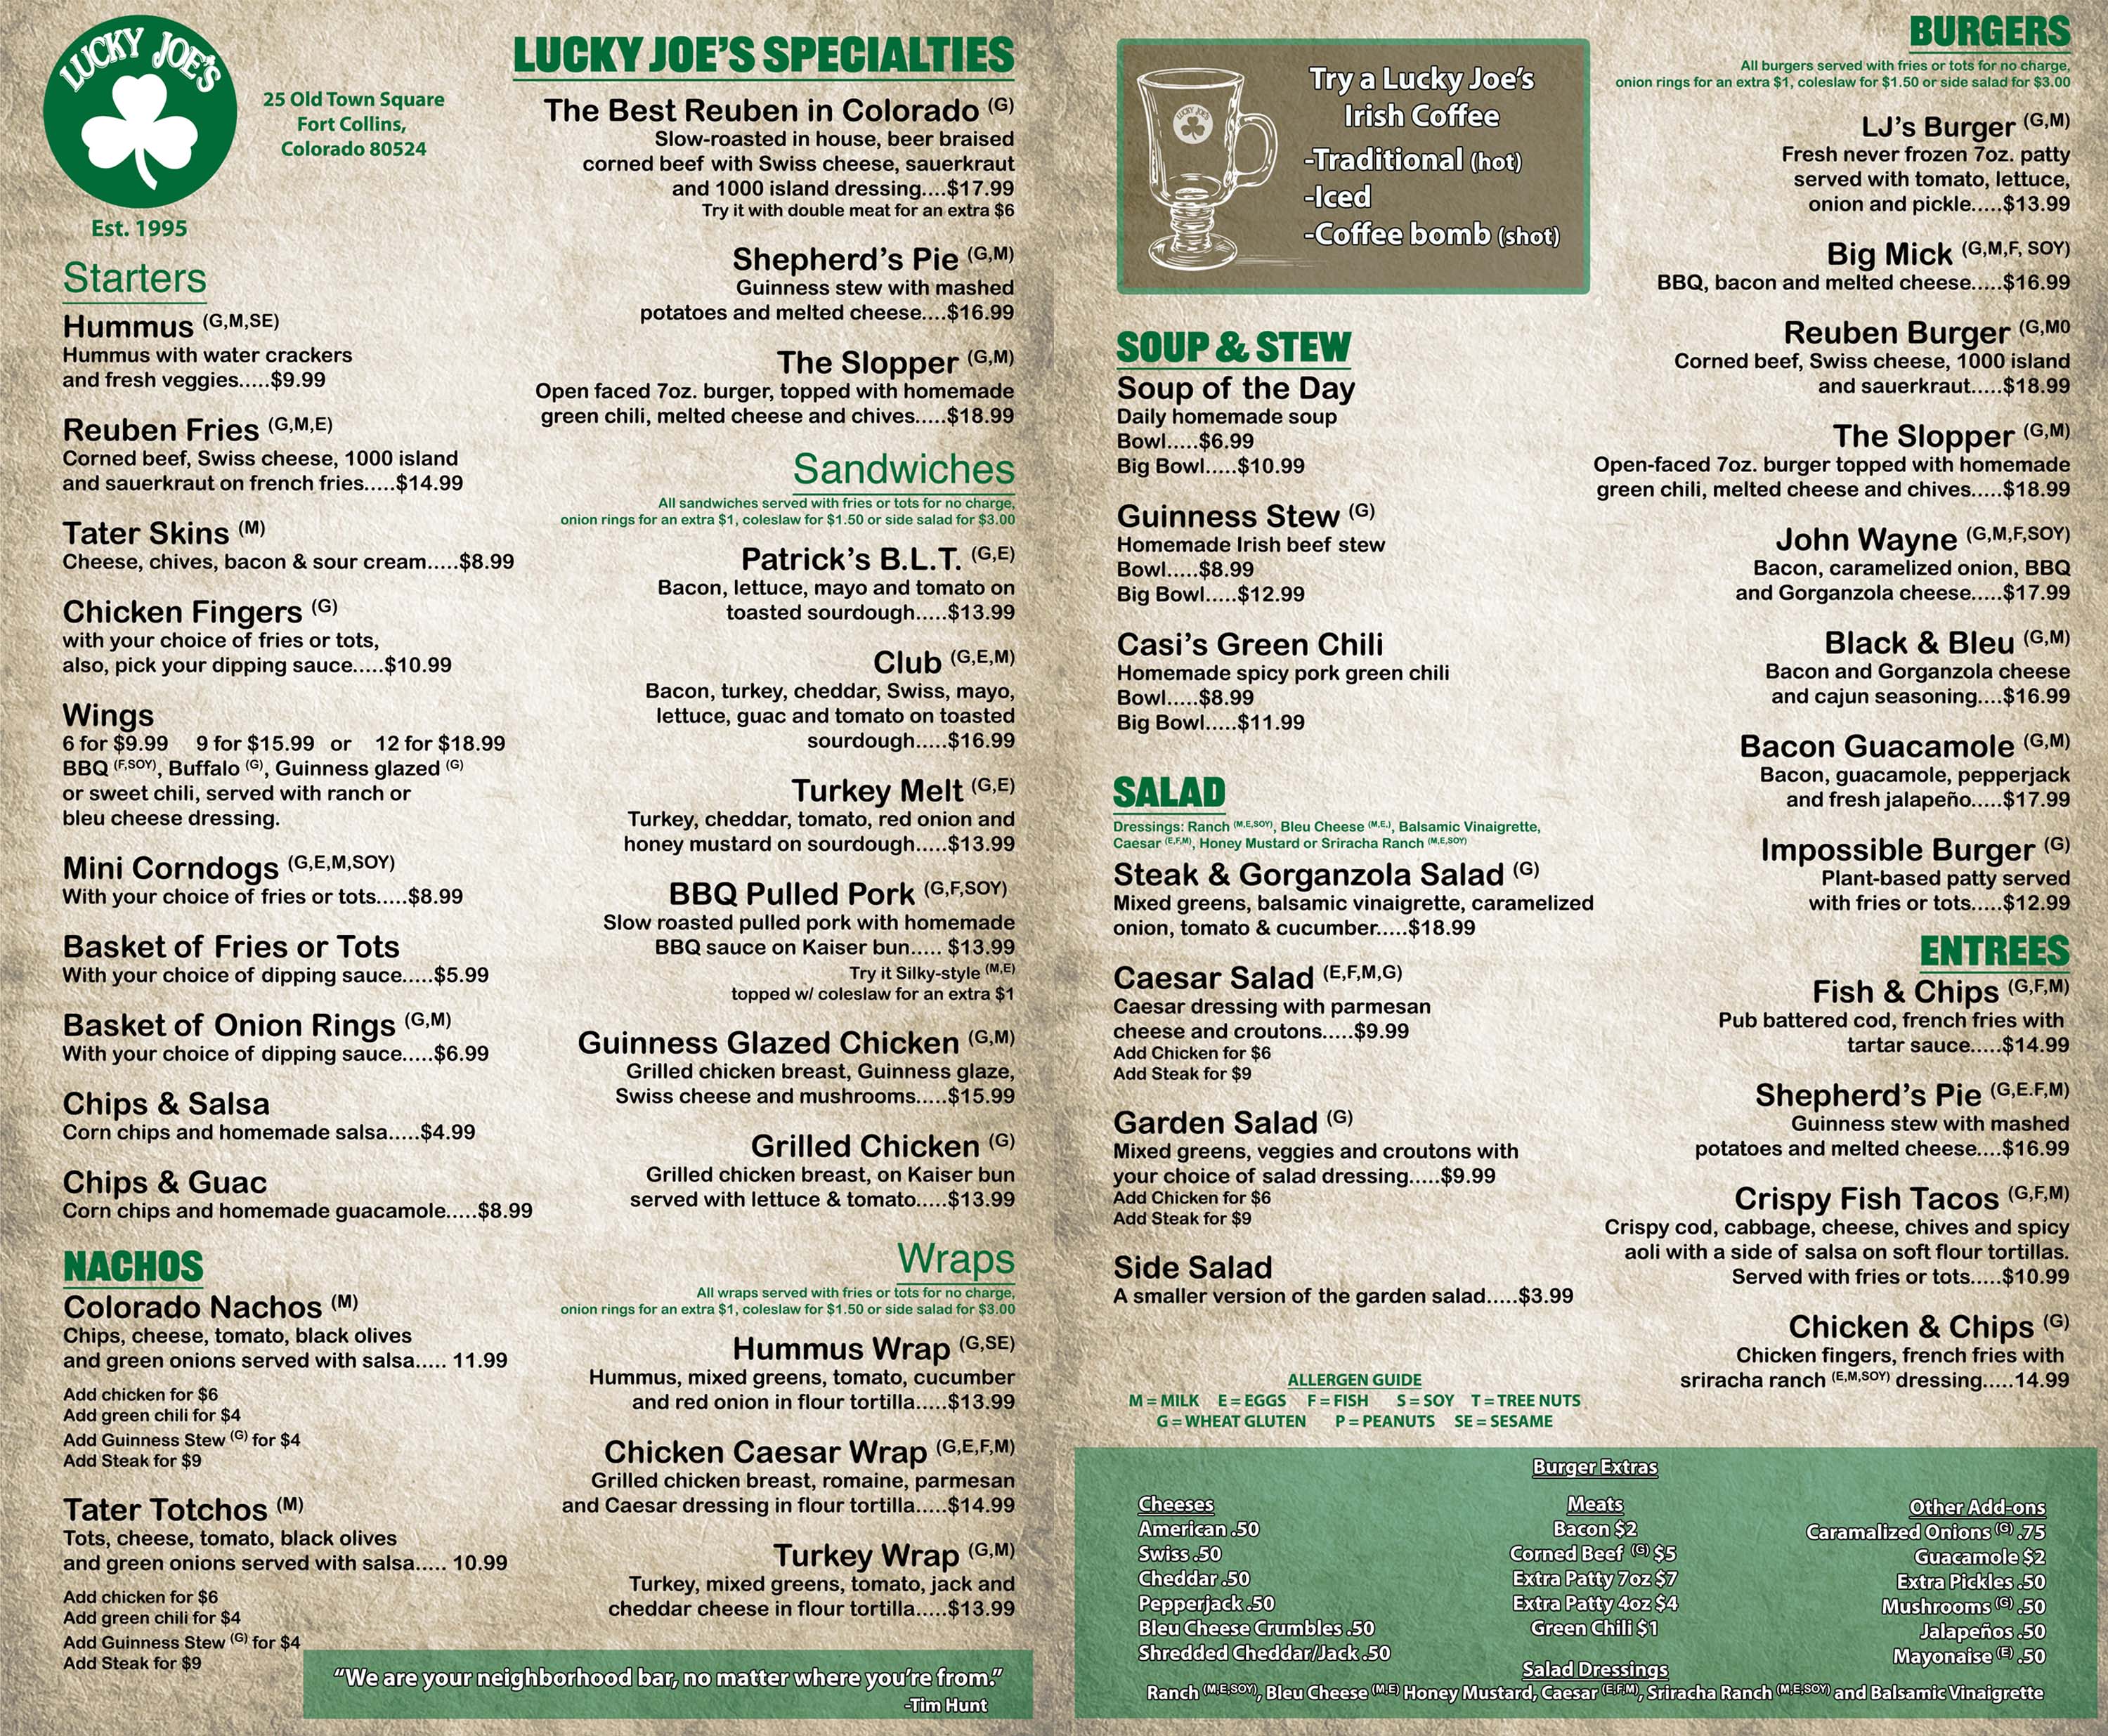 LUCKY JOE'S
Est. 1995
25 Old Town Square
Fort Collins,
Colorado 80524
Starters
Hummus (G,M,SE)
Hummus with water crackers
and fresh veggies.....$9.99
Reuben Fries (G,M,E)
Corned beef, Swiss cheese, 1000 island
and sauerkraut on french fries.....$14.99
Tater Skins (M)
Cheese, chives, bacon & sour cream.....$8.99
Chicken Fingers (G)
with your choice of fries or tots,
also, pick your dipping sauce.....$10.99
Wings
6 for $9.99 9 for $15.99 or 12 for $18.99
BBQ (F,SOY), Buffalo (G), Guinness glazed (G)
or sweet chili, served with ranch or
bleu cheese dressing.
Mini Corndogs (G,E,M,SOY)
With your choice of fries or tots.....$8.99
Basket of Fries or Tots
With your choice of dipping sauce.....$5.99
Basket of Onion Rings (G,M)
With your choice of dipping sauce.....$6.99
Chips & Salsa
Corn chips and homemade salsa.....$4.99
Chips & Guac
Corn chips and homemade guacamole.....$8.99
NACHOS
Colorado Nachos (M)
Chips, cheese, tomato, black olives
and green onions served with salsa..... 11.99
Add chicken for $6
Add green chili for $4
Add Guinness Stew (G) for $4
Add Steak for $9
Tater Totchos (M)
Tots, cheese, tomato, black olives
and green onions served with salsa..... 10.99
Add chicken for $6
Add green chili for $4
Add Guinness Stew (G) for $4
Add Steak for $9
LUCKY JOE'S SPECIALTIES
The Best Reuben in Colorado (G)
Slow-roasted in house, beer braised
corned beef with Swiss cheese, sauerkraut
and 1000 island dressing....$17.99
Try it with double meat for an extra $6
Shepherd's Pie (G,M)
Guinness stew with mashed
potatoes and melted cheese....$16.99
The Slopper (G,M)
Open faced 7oz. burger, topped with homemade
green chili, melted cheese and chives.....$18.99
Sandwiches
All sandwiches served with fries or tots for no charge,
onion rings for an extra $1, coleslaw for $1.50 or side salad for $3.00
Patrick's B.L.T. (G,E)
Bacon, lettuce, mayo and tomato on
toasted sourdough.....$13.99
Club (G,E,M)
Bacon, turkey, cheddar, Swiss, mayo,
lettuce, guac and tomato on toasted
sourdough.....$16.99
Turkey Melt (G,E)
Turkey, cheddar, tomato, red onion and
honey mustard on sourdough.....$13.99
BBQ Pulled Pork (G,F,SOY)
Slow roasted pulled pork with homemade
BBQ sauce on Kaiser bun..... $13.99
Try it Silky-style (M,E)
topped w/ coleslaw for an extra $1
Guinness Glazed Chicken (G,M)
Grilled chicken breast, Guinness glaze,
Swiss cheese and mushrooms.....$15.99
Grilled Chicken (G)
Grilled chicken breast, on Kaiser bun
served with lettuce & tomato.....$13.99
Wraps
All wraps served with fries or tots for no charge,
onion rings for an extra $1, coleslaw for $1.50 or side salad for $3.00
Hummus Wrap (G,SE)
Hummus, mixed greens, tomato, cucumber
and red onion in flour tortilla.....$13.99
Chicken Caesar Wrap (G,E,F,M)
Grilled chicken breast, romaine, parmesan
and Caesar dressing in flour tortilla.....$14.99
Turkey Wrap (G,M)
Turkey, mixed greens, tomato, jack and
cheddar cheese in flour tortilla.....$13.99
"We are your neighborhood bar, no matter where you're from."
-Tim Hunt
LUCKY JOE'S
Try a Lucky Joe's
Irish Coffee
-Traditional (hot)
-Iced
-Coffee bomb (shot)
SOUP & STEW
Soup of the Day
Daily homemade soup
Bowl.....$6.99
Big Bowl.....$10.99
Guinness Stew (G)
Homemade Irish beef stew
Bowl.....$8.99
Big Bowl.....$12.99
Casi's Green Chili
Homemade spicy pork green chili
Bowl.....$8.99
Big Bowl.....$11.99
SALAD
Dressings: Ranch (M,E,SOY), Bleu Cheese (M,E,), Balsamic Vinaigrette,
Caesar (E,F,M), Honey Mustard or Sriracha Ranch (M,E,SOY)
Steak & Gorganzola Salad (G)
Mixed greens, balsamic vinaigrette, caramelized
onion, tomato & cucumber.....$18.99
Caesar Salad (E,F,M,G)
Caesar dressing with parmesan
cheese and croutons.....$9.99
Add Chicken for $6
Add Steak for $9
Garden Salad (G)
Mixed greens, veggies and croutons with
your choice of salad dressing.....$9.99
Add Chicken for $6
Add Steak for $9
Side Salad
A smaller version of the garden salad.....$3.99
ALLERGEN GUIDE
M = MILK E = EGGS F = FISH S = SOY T = TREE NUTS
G = WHEAT GLUTEN P = PEANUTS SE = SESAME
BURGERS
All burgers served with fries or tots for no charge,
onion rings for an extra $1, coleslaw for $1.50 or side salad for $3.00
LJ's Burger (G,M)
Fresh never frozen 7oz. patty
served with tomato, lettuce,
onion and pickle.....$13.99
Big Mick (G,M,F, SOY)
BBQ, bacon and melted cheese.....$16.99
Reuben Burger (G,M0
Corned beef, Swiss cheese, 1000 island
and sauerkraut.....$18.99
The Slopper (G,M)
Open-faced 7oz. burger topped with homemade
green chili, melted cheese and chives.....$18.99
John Wayne (G,M,F,SOY)
Bacon, caramelized onion, BBQ
and Gorganzola cheese.....$17.99
Black & Bleu (G,M)
Bacon and Gorganzola cheese
and cajun seasoning....$16.99
Bacon Guacamole (G,M)
Bacon, guacamole, pepperjack
and fresh jalapeño.....$17.99
Impossible Burger (G)
Plant-based patty served
with fries or tots.....$12.99
ENTREES
Fish & Chips (G,F,M)
Pub battered cod, french fries with
tartar sauce.....$14.99
Shepherd's Pie (G,E.F,M)
Guinness stew with mashed
potatoes and melted cheese....$16.99
Crispy Fish Tacos (G,F,M)
Crispy cod, cabbage, cheese, chives and spicy
aoli with a side of salsa on soft flour tortillas.
Served with fries or tots.....$10.99
Chicken & Chips (G)
Chicken fingers, french fries with
sriracha ranch (E,M,SOY) dressing.....14.99
Burger Extras
Cheeses
American .50
Swiss .50
Cheddar .50
Pepperjack .50
Bleu Cheese Crumbles .50
Shredded Cheddar/Jack .50
Meats
Bacon $2
Corned Beef (G) $5
Extra Patty 7oz $7
Extra Patty 4oz $4
Green Chili $1
Other Add-ons
Caramalized Onions (G) .75
Guacamole $2
Extra Pickles .50
Mushrooms (G) .50
Jalapeños .50
Mayonaise (E) .50
Salad Dressings
Ranch (M,E,SOY), Bleu Cheese (M,E) Honey Mustard, Caesar (E,F,M), Sriracha Ranch (M,E,SOY) and Balsamic Vinaigrette